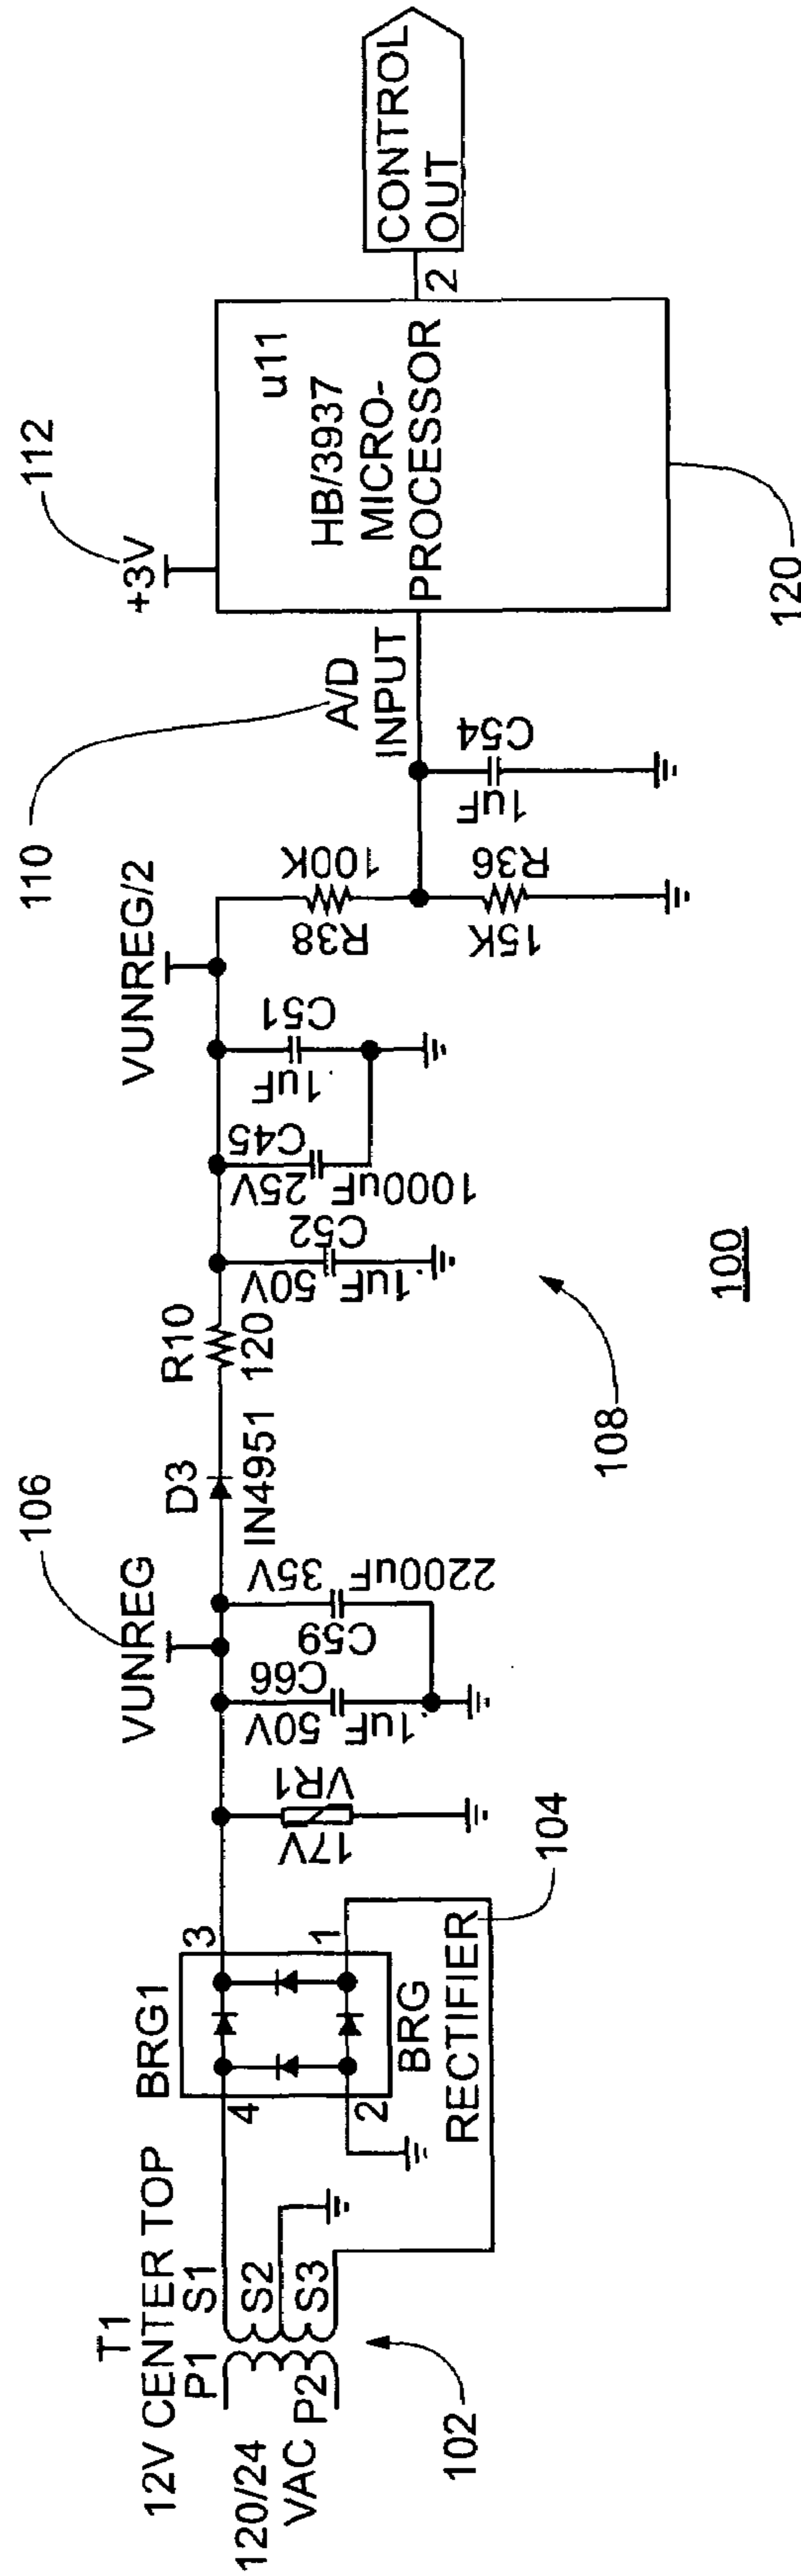 T1
12V CENTER TOP
P1
S1
S2
S3
120/24
VAC
P2
102
BRG1
4
3
2
1
BRG
RECTIFIER
104
VR1
17V
VUNREG
106
C66
.1uF
50V
C59
2200uF
35V
D3
IN4951
R10
120
C52
.1uF
50V
C45
25V
1000uF
C51
.1uF
VUNREG/2
108
R38
100K
R36
15K
C54
1uF
A/D
INPUT
110
+3V
112
u11
HB/3937
MICRO-
PROCESSOR
120
2
CONTROL
OUT
100